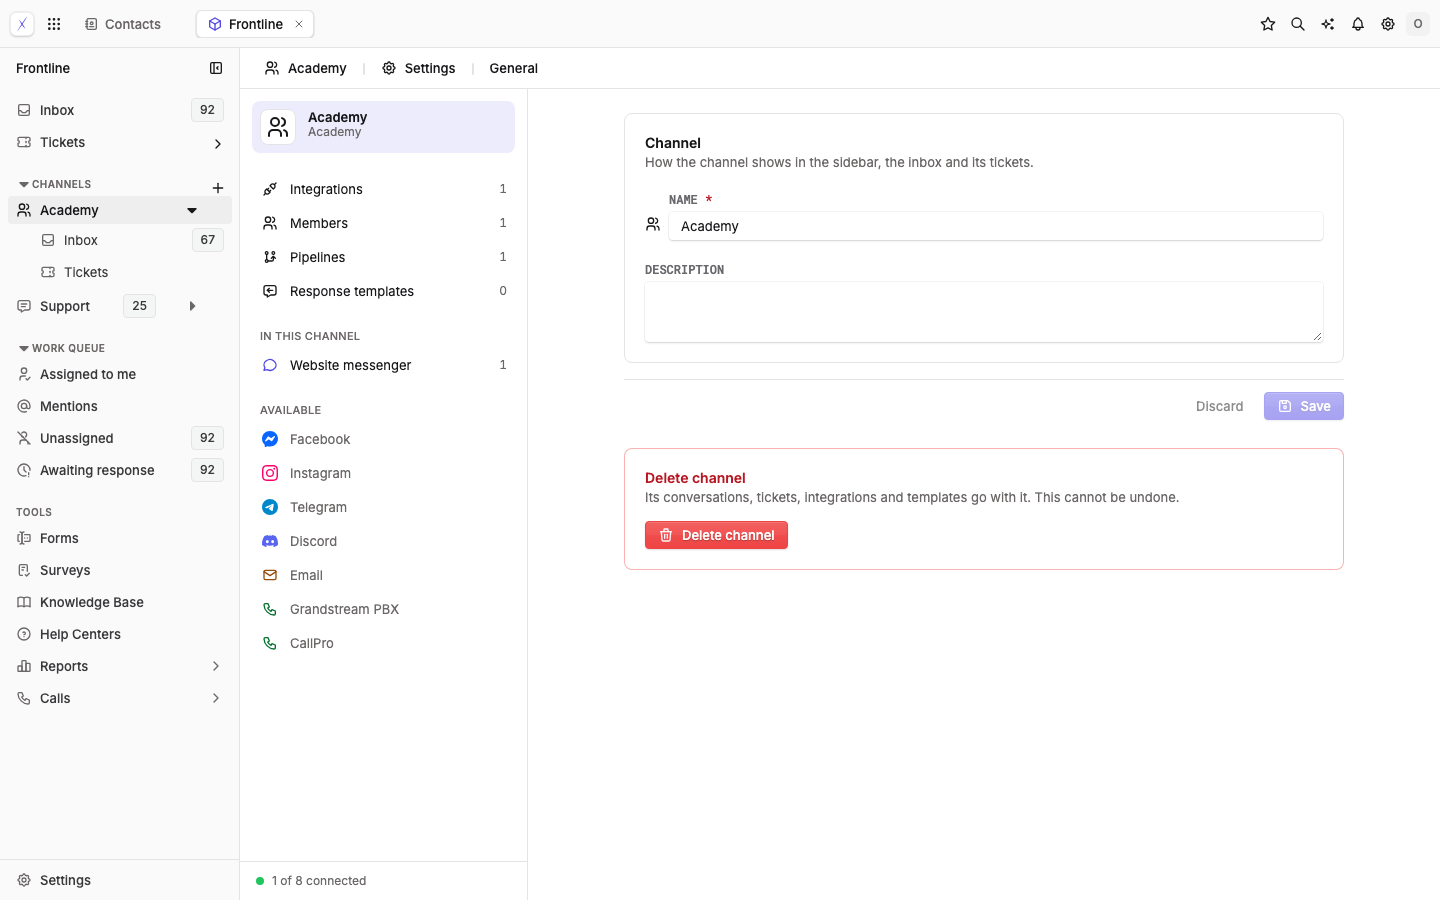 Contacts
Frontline
O
Frontline
Inbox 92
Tickets
CHANNELS
Academy
Inbox 67
Tickets
Support 25
WORK QUEUE
Assigned to me
Mentions
Unassigned 92
Awaiting response 92
TOOLS
Forms
Surveys
Knowledge Base
Help Centers
Reports
Calls
Settings
Academy | Settings | General
Academy
Academy
Integrations 1
Members 1
Pipelines 1
Response templates 0
IN THIS CHANNEL
Website messenger 1
AVAILABLE
Facebook
Instagram
Telegram
Discord
Email
Grandstream PBX
CallPro
1 of 8 connected
Channel
How the channel shows in the sidebar, the inbox and its tickets.
NAME *
Academy
DESCRIPTION
Discard Save
Delete channel
Its conversations, tickets, integrations and templates go with it. This cannot be undone.
Delete channel